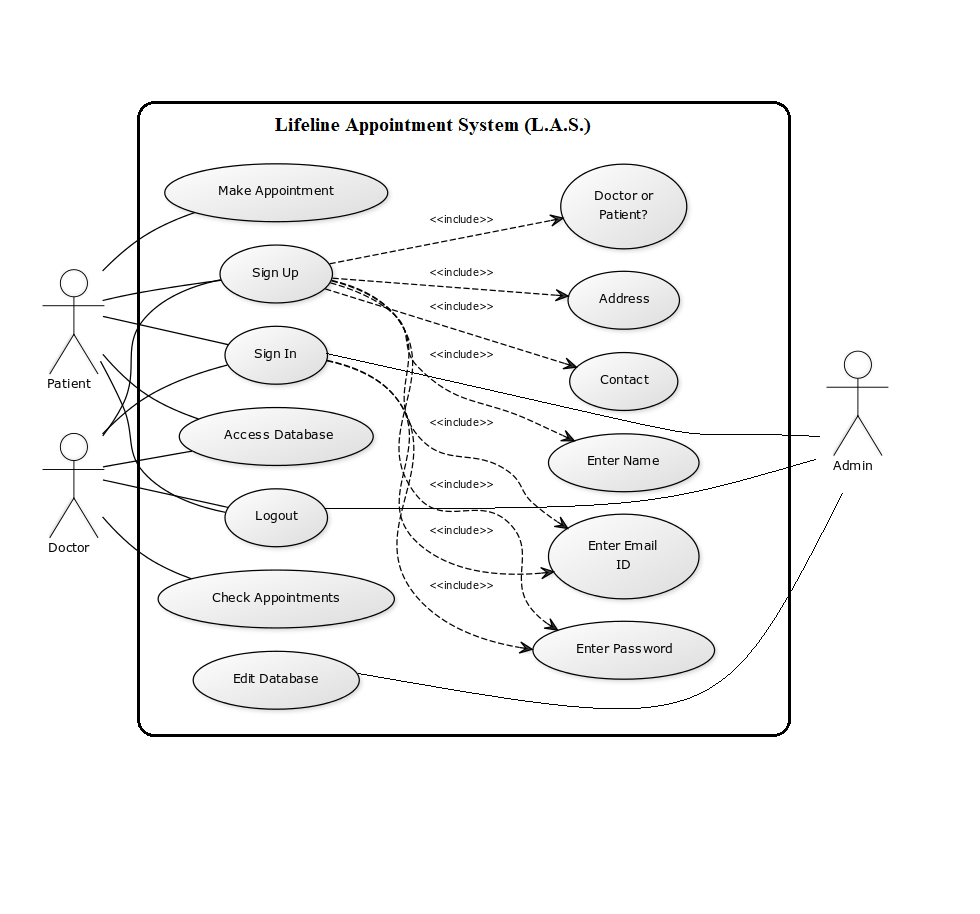 Lifeline Appointment System (L.A.S.)
Make Appointment
Doctor or
Patient?
<<include>>
Sign Up
<<include>>
Address
<<include>>
Sign In
<<include>>
Contact
Patient
<<include>>
Access Database
Enter Name
Admin
<<include>>
Logout
<<include>>
Doctor
Enter Email
ID
<<include>>
Check Appointments
Enter Password
Edit Database